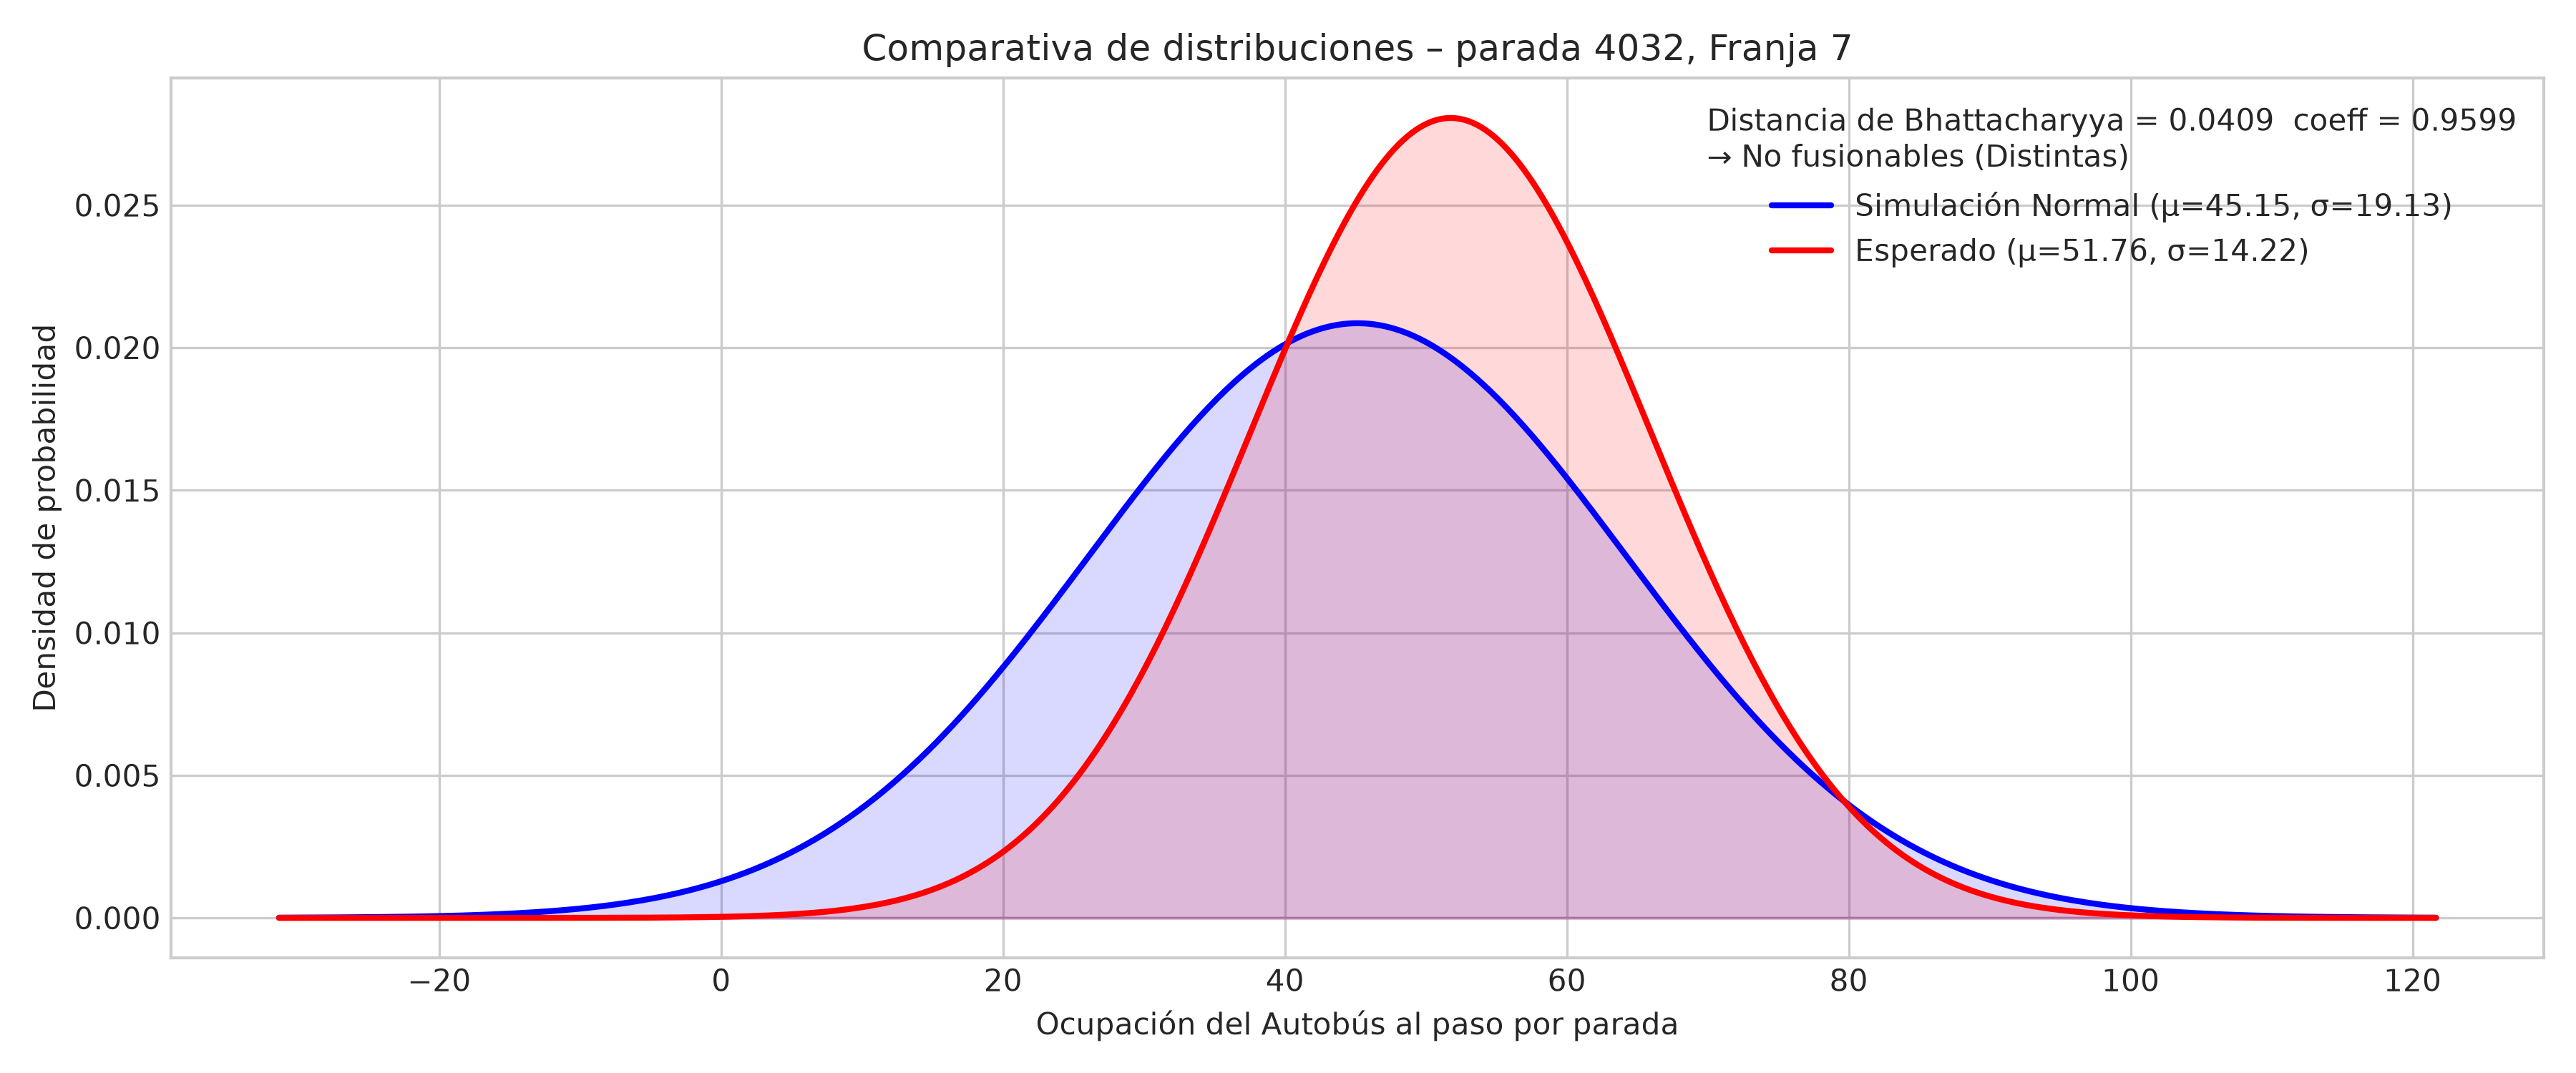 Comparativa de distribuciones – parada 4032, Franja 7
Distancia de Bhattacharyya = 0.0409  coeff = 0.9599
→ No fusionables (Distintas)
Simulación Normal (μ=45.15, σ=19.13)
Esperado (μ=51.76, σ=14.22)
Densidad de probabilidad
0.025
0.020
0.015
0.010
0.005
0.000
−20 0 20 40 60 80 100 120
Ocupación del Autobús al paso por parada